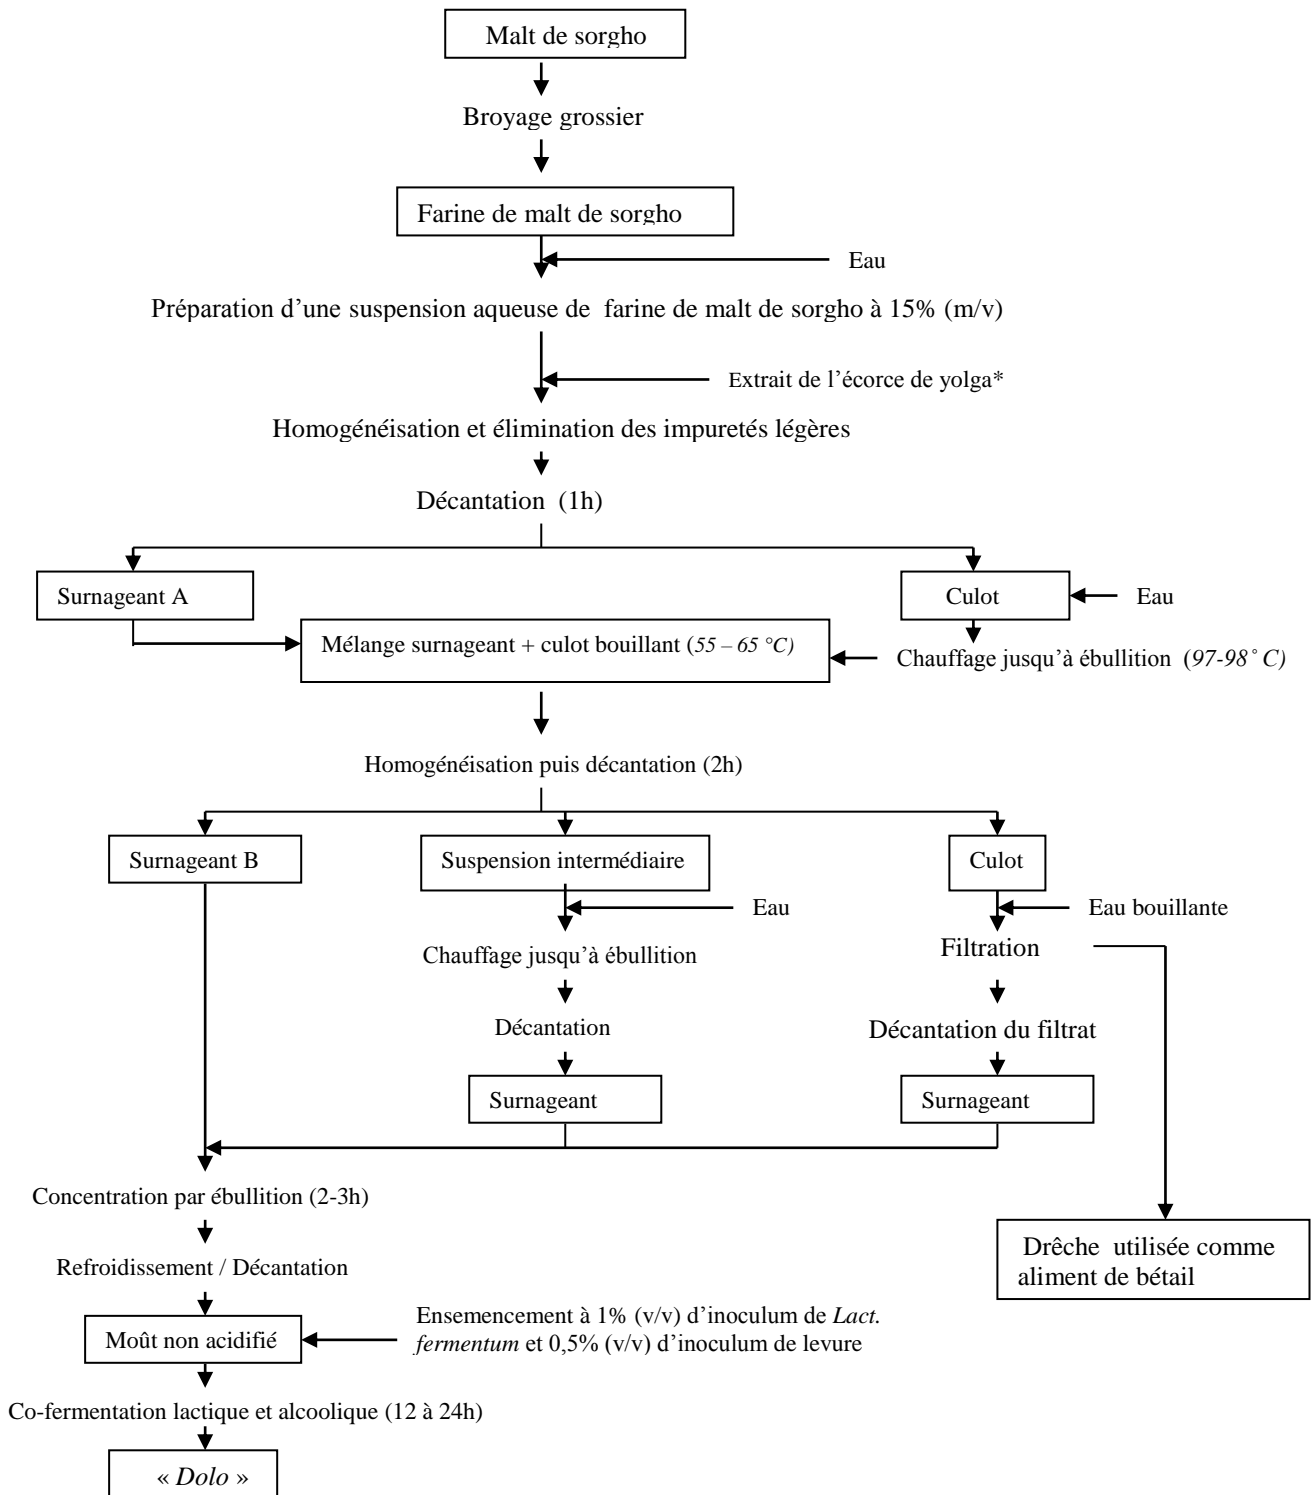 Malt de sorgho
Broyage grossier
Farine de malt de sorgho
Eau
Préparation d’une suspension aqueuse de farine de malt de sorgho à 15% (m/v)
Extrait de l’écorce de yolga*
Homogénéisation et élimination des impuretés légères
Décantation (1h)
Surnageant A
Culot
Eau
Mélange surnageant + culot bouillant (55 – 65 °C)
Chauffage jusqu’à ébullition (97-98° C)
Homogénéisation puis décantation (2h)
Surnageant B
Suspension intermédiaire
Culot
Eau
Eau bouillante
Chauffage jusqu’à ébullition
Filtration
Décantation
Décantation du filtrat
Surnageant
Surnageant
Concentration par ébullition (2-3h)
Refroidissement / Décantation
Drêche utilisée comme
aliment de bétail
Moût non acidifié
Ensemencement à 1% (v/v) d’inoculum de Lact.
fermentum et 0,5% (v/v) d’inoculum de levure
Co-fermentation lactique et alcoolique (12 à 24h)
« Dolo »